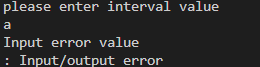 please enter interval value
a
Input error value
: Input/output error